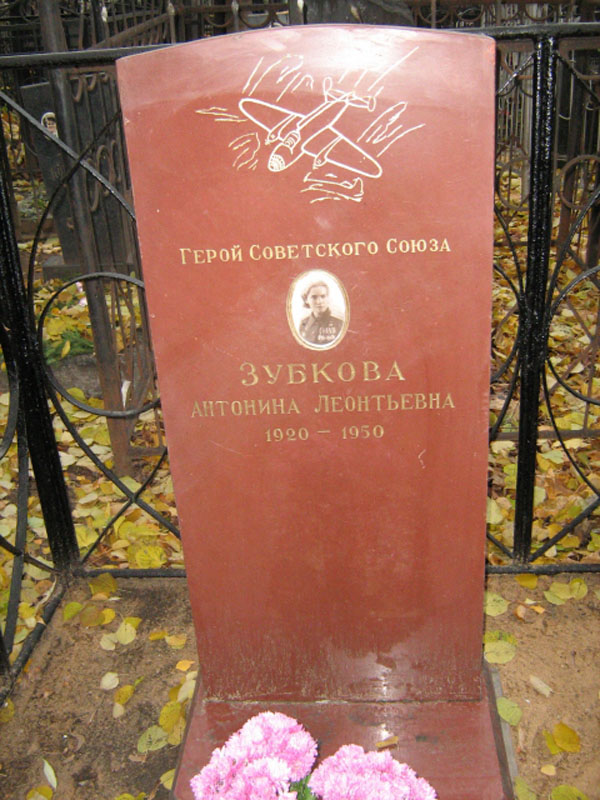 Герой Советского Союза
ЗУБКОВА
Антонина Леонтьевна
1920 – 1950